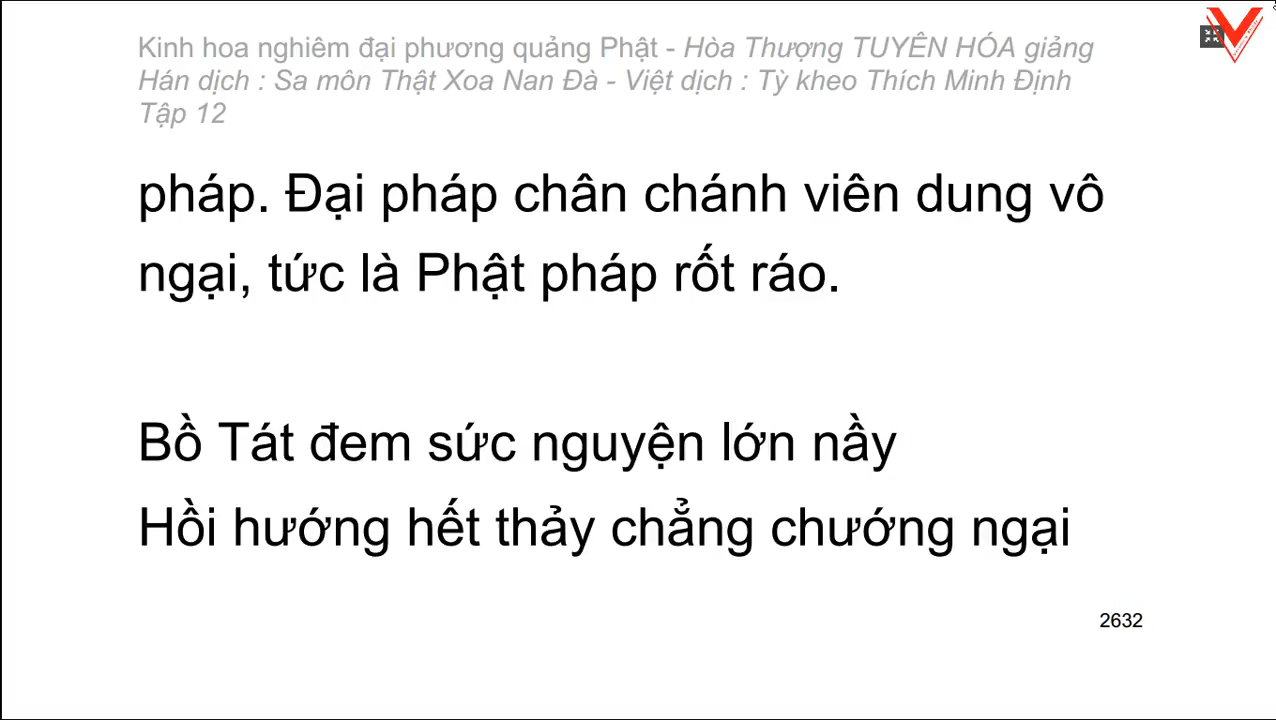 Kinh hoa nghiêm đại phương quảng Phật - Hòa Thượng TUYÊN HÓA giảng
Hán dịch : Sa môn Thật Xoa Nan Đà - Việt dịch : Tỳ kheo Thích Minh Định
Tập 12
pháp. Đại pháp chân chánh viên dung vô
ngại, tức là Phật pháp rốt ráo.
Bồ Tát đem sức nguyện lớn nầy
Hồi hướng hết thảy chẳng chướng ngại
2632